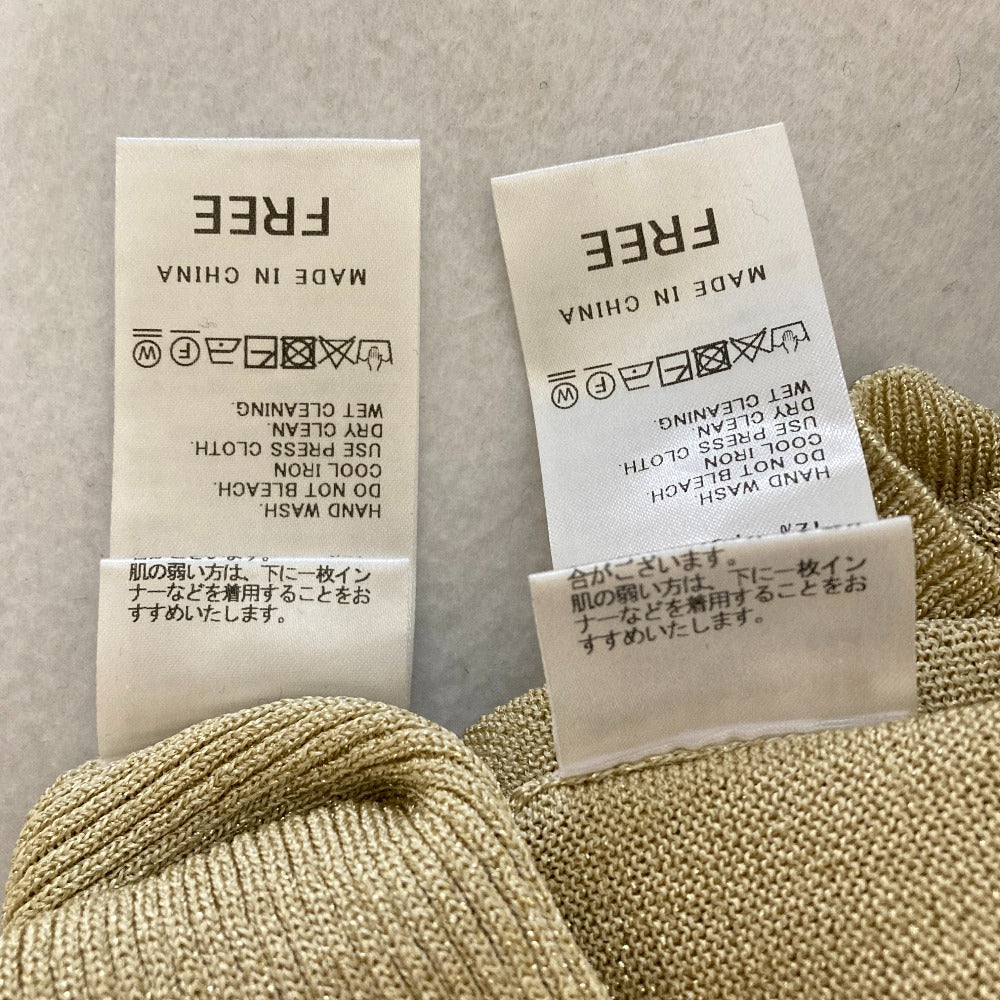 HAND WASH.
DO NOT BLEACH.
COOL IRON
USE PRESS CLOTH.
DRY CLEAN.
WET CLEANING.
F
W
MADE IN CHINA
FREE
肌の弱い方は、下に一枚イン
ナーなどを着用することをお
すすめいたします。
12%
HAND WASH.
DO NOT BLEACH.
COOL IRON
USE PRESS CLOTH.
DRY CLEAN.
WET CLEANING.
F
W
MADE IN CHINA
FREE
合がございます。
肌の弱い方は、下に一枚イン
ナーなどを着用することをお
すすめいたします。